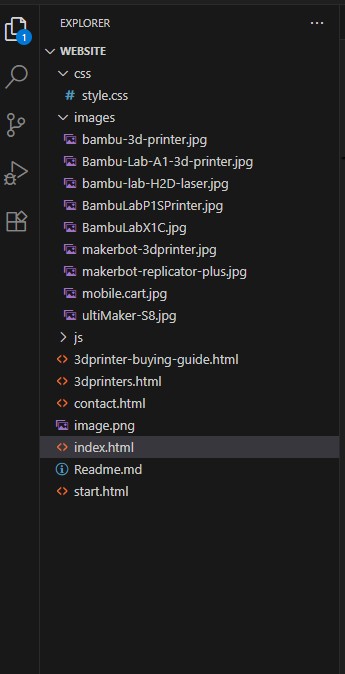 EXPLORER
WEBSITE
css
# style.css
images
bambu-3d-printer.jpg
Bambu-Lab-A1-3d-printer.jpg
bambu-lab-H2D-laser.jpg
BambuLabP1SPrinter.jpg
BambuLabX1C.jpg
makerbot-3dprinter.jpg
makerbot-replicator-plus.jpg
mobile.cart.jpg
ultiMaker-S8.jpg
js
3dprinter-buying-guide.html
3dprinters.html
contact.html
image.png
index.html
Readme.md
start.html
1